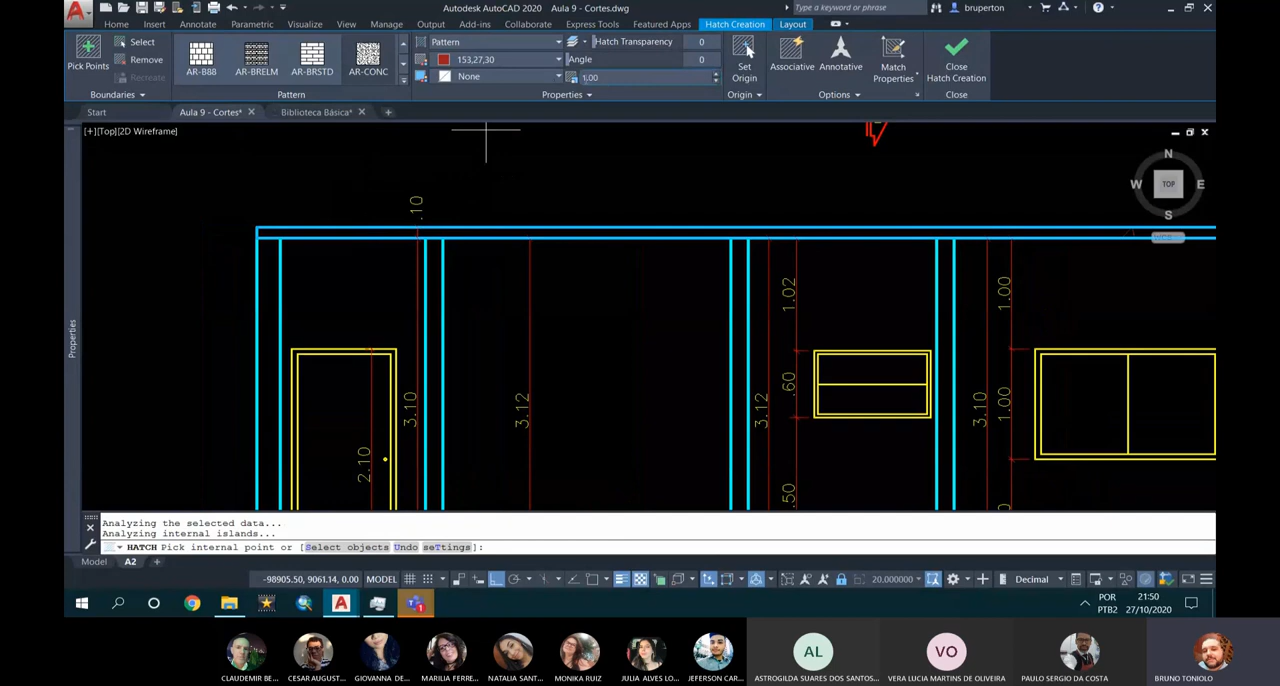 Autodesk AutoCAD 2020 Aula 9 - Cortes.dwg
Type a keyword or phrase
bruperton
Home Insert Annotate Parametric View Manage Output Add-ins Collaborate Express Tools Featured Apps Hatch Creation Layout
Pick Points
Select
Remove
Recreate
Boundaries
AR-B88 AR-BRELM AR-BRSTD AR-CONC
Pattern
Pattern
153,27,30
None
Hatch Transparency 0
Angle 0
1.00
Properties
Set Origin
Origin
Associative Annotative Match Properties
Options
Close Hatch Creation
Close
Start Aula 9 - Cortes* Biblioteca Básica*
[+][Top][2D Wireframe]
N
W TOP E
S
Properties
.10
1.02
1.00
.60
3.10
3.12
3.12
3.10
1.00
2.10
.50
Analyzing the selected data...
Analyzing internal islands...
HATCH Pick internal point or [Select objects Undo seTtings]:
Model A2
-98905.50, 9061.14, 0.00 MODEL
20.000000
Decimal
POR
PTB2
21:50
27/10/2020
CLAUDEMIR BE... CESAR AUGUST... GIOVANNA DE... MARILIA FERRE... NATALIA SANT... MONIKA RUIZ JULIA ALVES LO... JEFERSON CAR...
AL
ASTROGILDA SUARES DOS SANTOS...
VO
VERA LUCIA MARTINS DE OLIVEIRA
PAULO SERGIO DA COSTA
BRUNO TONIOLO